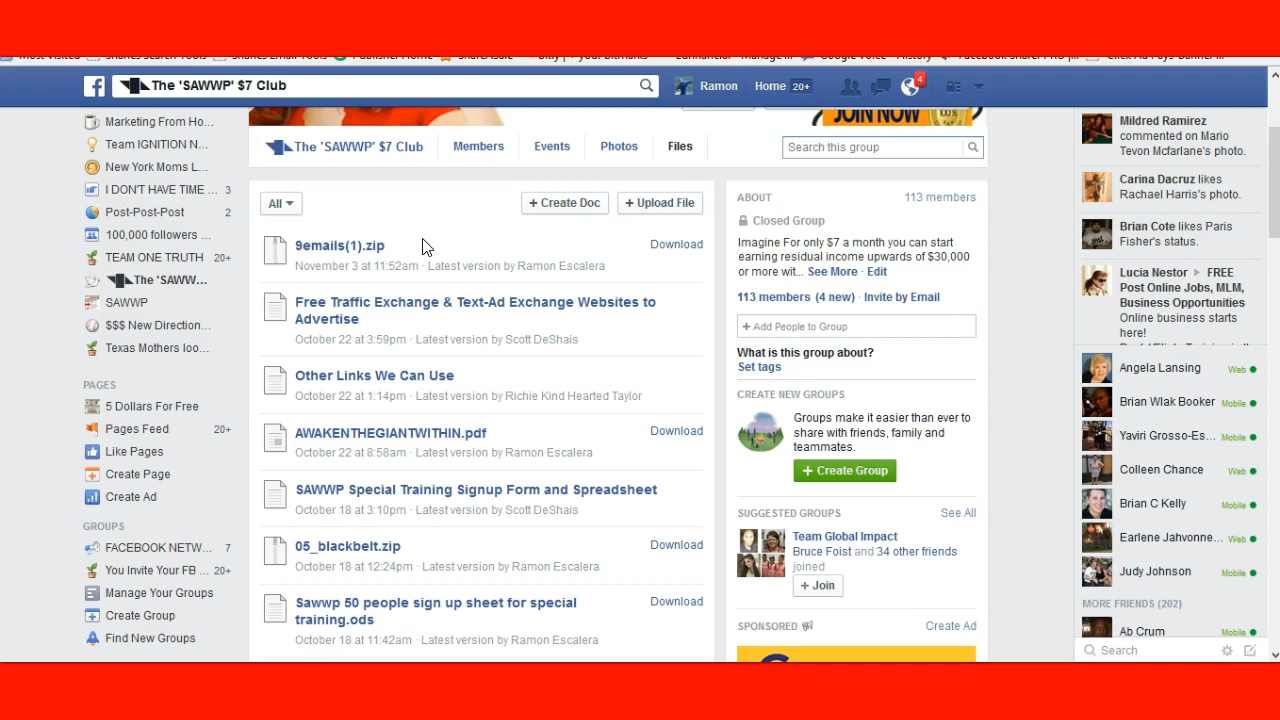 The 'SAWWP' $7 Club
Ramon
Home 20+
4
JOIN NOW
The 'SAWWP' $7 Club
Members
Events
Photos
Files
Search this group
Marketing From Ho...
Team IGNITION N...
New York Moms L...
I DON'T HAVE TIME ... 3
Post-Post-Post 2
100,000 followers ...
TEAM ONE TRUTH 20+
The 'SAWW...
SAWWP
$$$ New Direction...
Texas Mothers loo...
PAGES
5 Dollars For Free
Pages Feed 20+
Like Pages
Create Page
Create Ad
GROUPS
FACEBOOK NETW... 7
You Invite Your FB ... 20+
Manage Your Groups
Create Group
Find New Groups
All
+ Create Doc
+ Upload File
9emails(1).zip
Download
November 3 at 11:52am · Latest version by Ramon Escalera
Free Traffic Exchange & Text-Ad Exchange Websites to
Advertise
October 22 at 3:59pm · Latest version by Scott DeShais
Other Links We Can Use
October 22 at 1:14pm · Latest version by Richie Kind Hearted Taylor
AWAKENTHEGIANTWITHIN.pdf
Download
October 22 at 8:58am · Latest version by Ramon Escalera
SAWWP Special Training Signup Form and Spreadsheet
October 18 at 3:10pm · Latest version by Scott DeShais
05_blackbelt.zip
Download
October 18 at 12:24pm · Latest version by Ramon Escalera
Sawwp 50 people sign up sheet for special
training.ods
Download
October 18 at 11:42am · Latest version by Ramon Escalera
ABOUT
113 members
Closed Group
Imagine For only $7 a month you can start
earning residual income upwards of $30,000
or more wit... See More · Edit
113 members (4 new) · Invite by Email
+ Add People to Group
What is this group about?
Set tags
CREATE NEW GROUPS
Groups make it easier than ever to
share with friends, family and
teammates.
+ Create Group
SUGGESTED GROUPS
See All
Team Global Impact
Bruce Foist and 34 other friends
joined
+ Join
SPONSORED
Create Ad
Mildred Ramirez
commented on Mario
Tevon Mcfarlane's photo.
Carina Dacruz likes
Rachael Harris's photo.
Brian Cote likes Paris
Fisher's status.
Lucia Nestor ▸ FREE
Post Online Jobs, MLM,
Business Opportunities
Online business starts
here!
Angela Lansing Web
Brian Wlak Booker Mobile
Yaviri Grosso-Es... Mobile
Colleen Chance Web
Brian C Kelly Mobile
Earlene Jahvonne... Web
Judy Johnson Mobile
MORE FRIENDS (202)
Ab Crum Mobile
Search